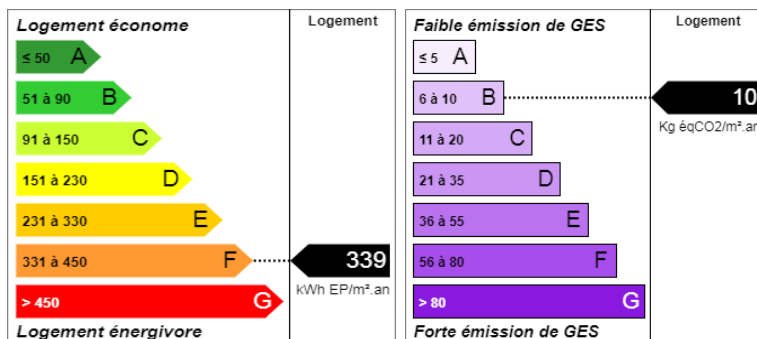 Logement économe
Logement
≤ 50 A
51 à 90 B
91 à 150 C
151 à 230 D
231 à 330 E
331 à 450 F
339
kWh EP/m².an
> 450 G
Logement énergivore
Faible émission de GES
Logement
≤ 5 A
6 à 10 B
10
Kg éqCO2/m².an
11 à 20 C
21 à 35 D
36 à 55 E
56 à 80 F
> 80 G
Forte émission de GES